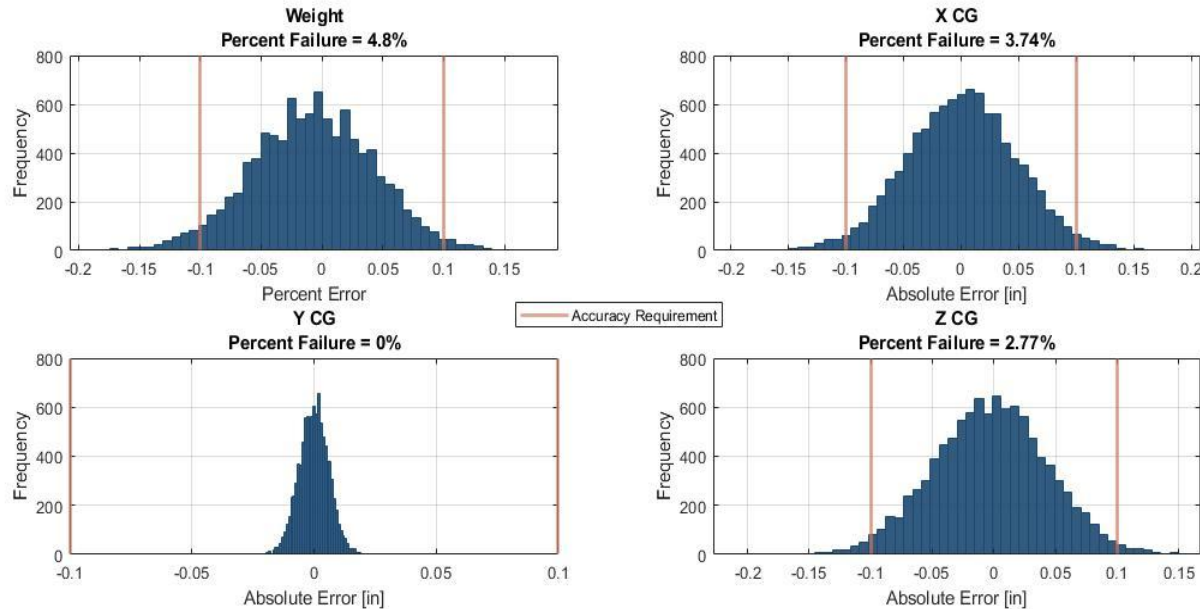 Weight
Percent Failure = 4.8%
800
600
400
200
0
Frequency
-0.2 -0.15 -0.1 -0.05 0 0.05 0.1 0.15
Percent Error
X CG
Percent Failure = 3.74%
800
600
400
200
0
Frequency
-0.2 -0.15 -0.1 -0.05 0 0.05 0.1 0.15
Absolute Error [in]
Accuracy Requirement
Y CG
Percent Failure = 0%
800
600
400
200
0
Frequency
-0.1 -0.05 0 0.05 0.1
Absolute Error [in]
Z CG
Percent Failure = 2.77%
800
600
400
200
0
Frequency
-0.2 -0.15 -0.1 -0.05 0 0.05 0.1 0.15
Absolute Error [in]